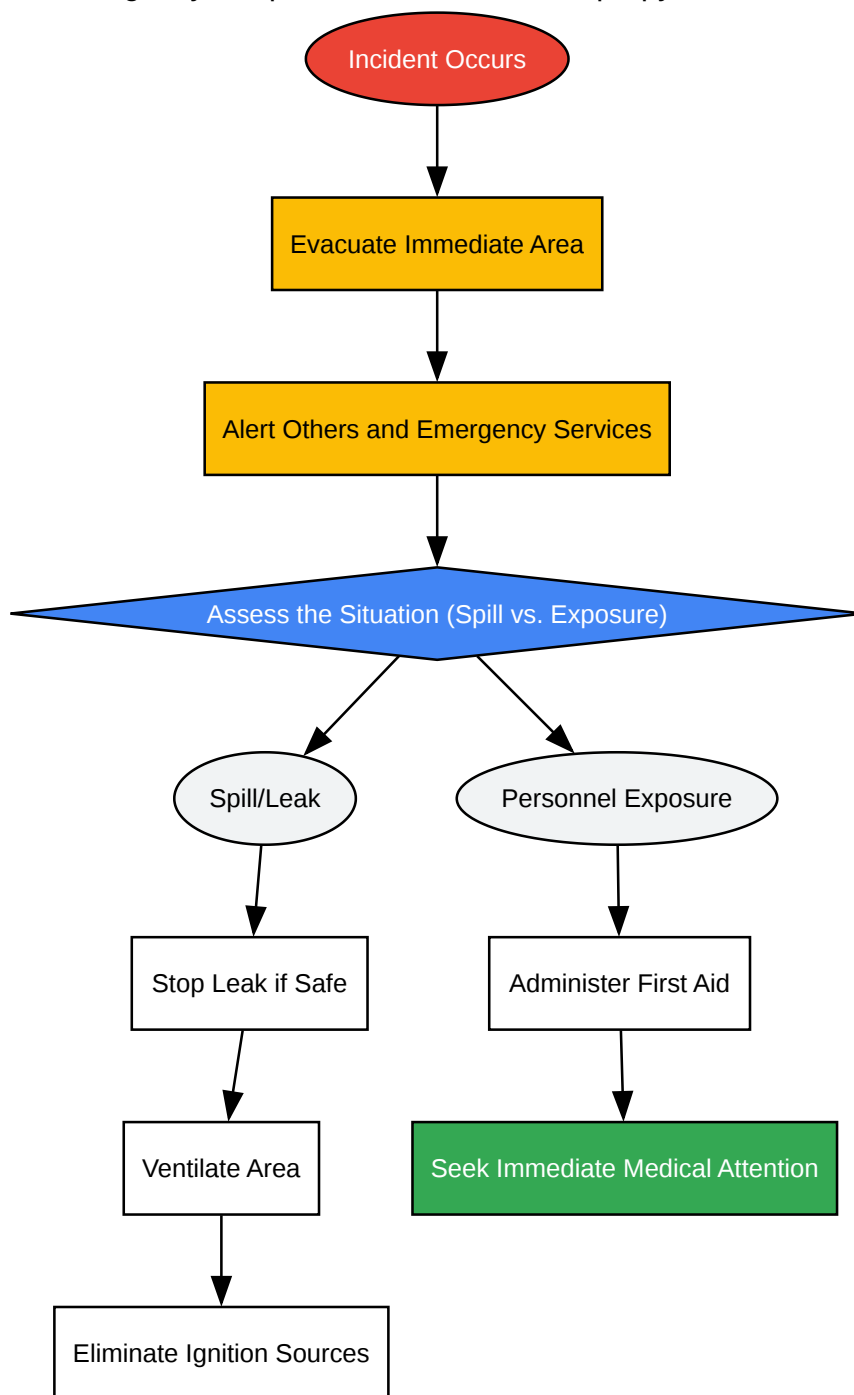 Incident Occurs
Evacuate Immediate Area
Alert Others and Emergency Services
Assess the Situation (Spill vs. Exposure)
Spill/Leak
Personnel Exposure
Stop Leak if Safe
Administer First Aid
Ventilate Area
Seek Immediate Medical Attention
Eliminate Ignition Sources